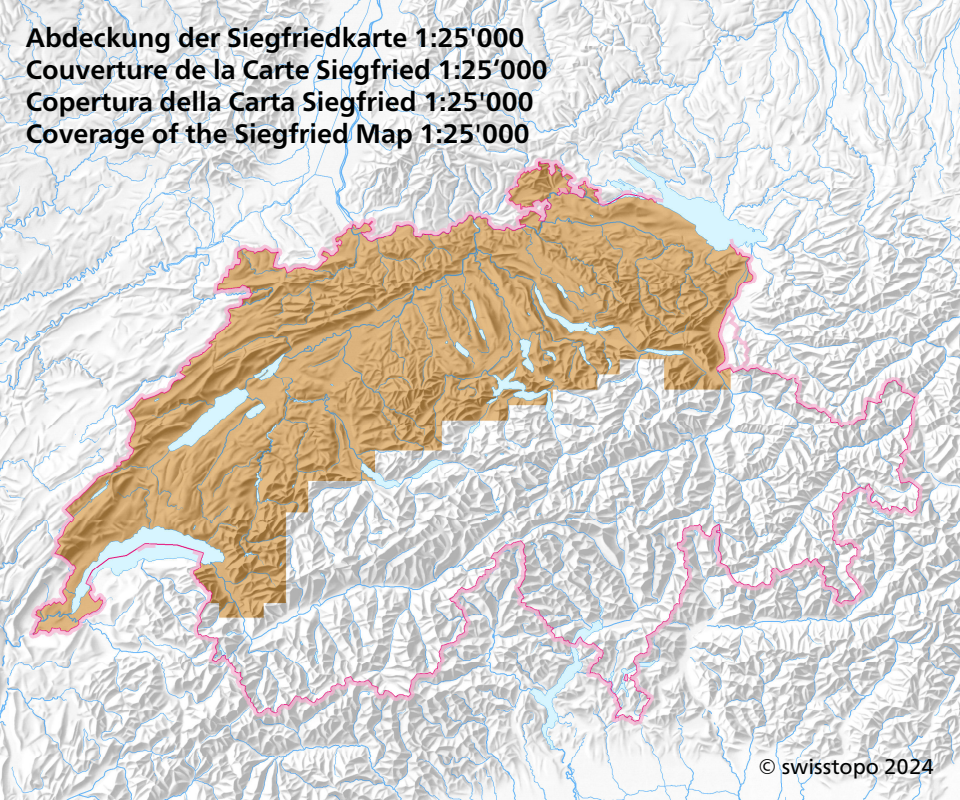 Abdeckung der Siegfriedkarte 1:25'000
Couverture de la Carte Siegfried 1:25‘000
Copertura della Carta Siegfried 1:25'000
Coverage of the Siegfried Map 1:25'000
© swisstopo 2024